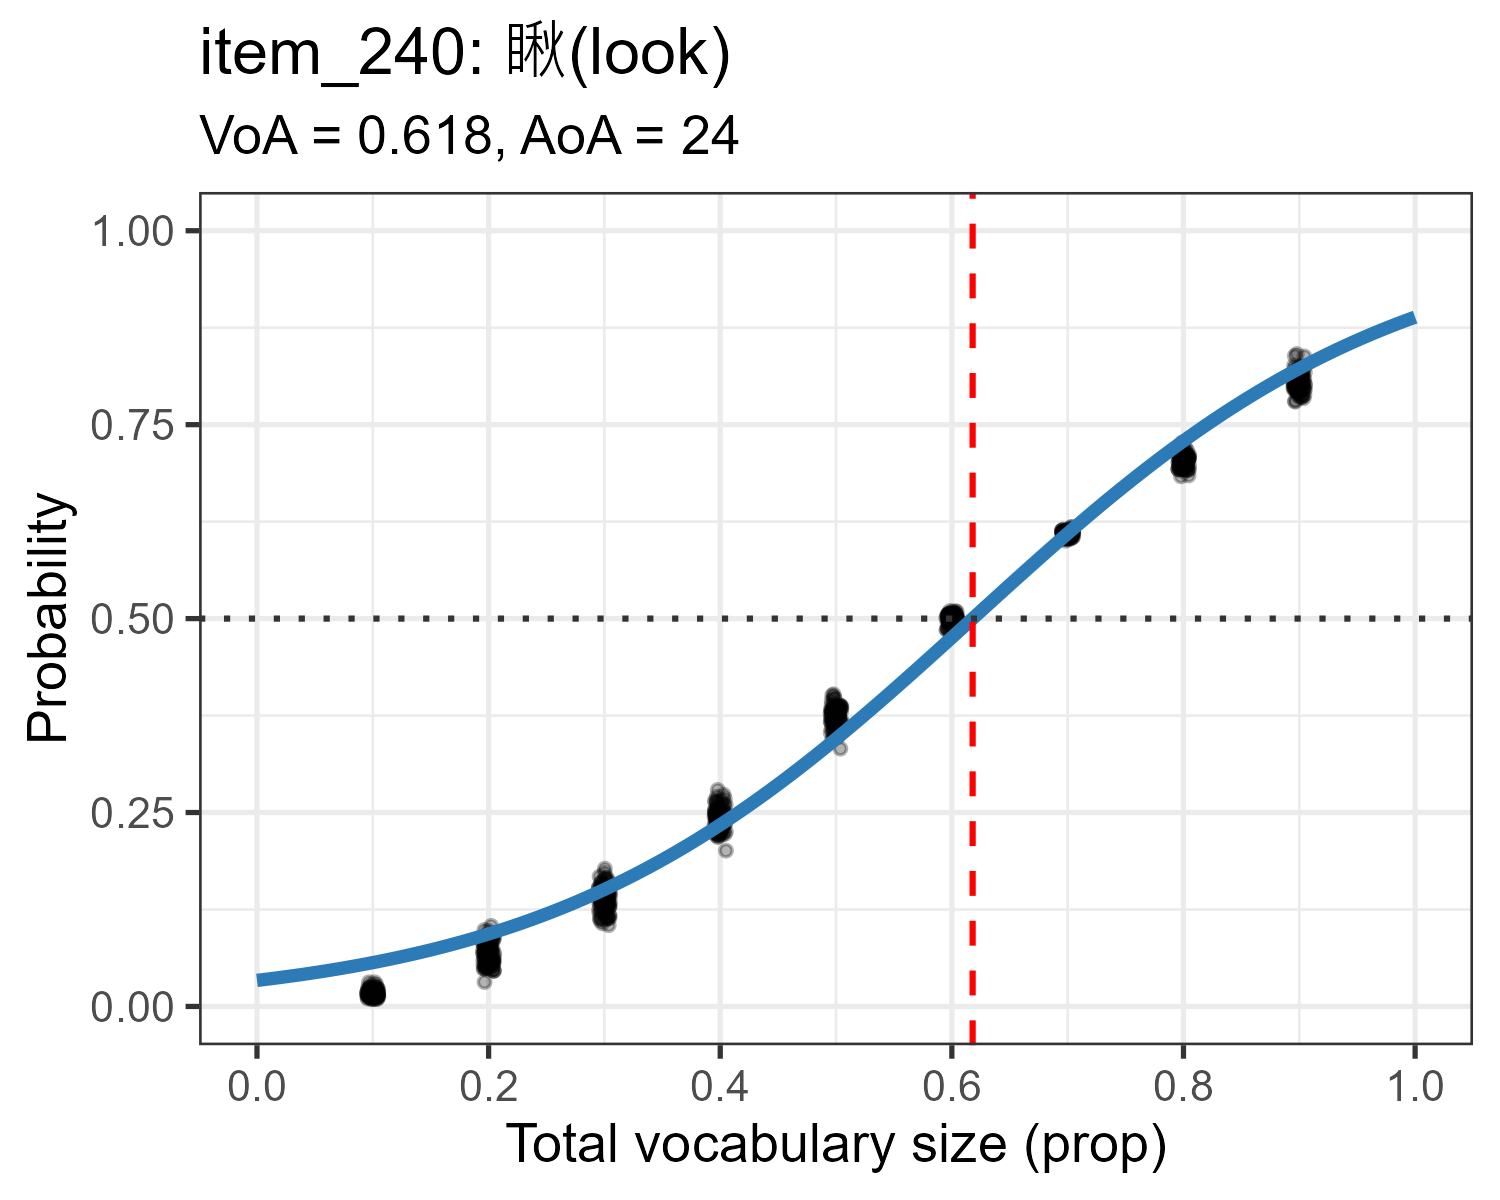 item_240: 瞅(look)
VoA = 0.618, AoA = 24
1.00
0.75
0.50
0.25
0.00
Probability
0.0 0.2 0.4 0.6 0.8 1.0
Total vocabulary size (prop)